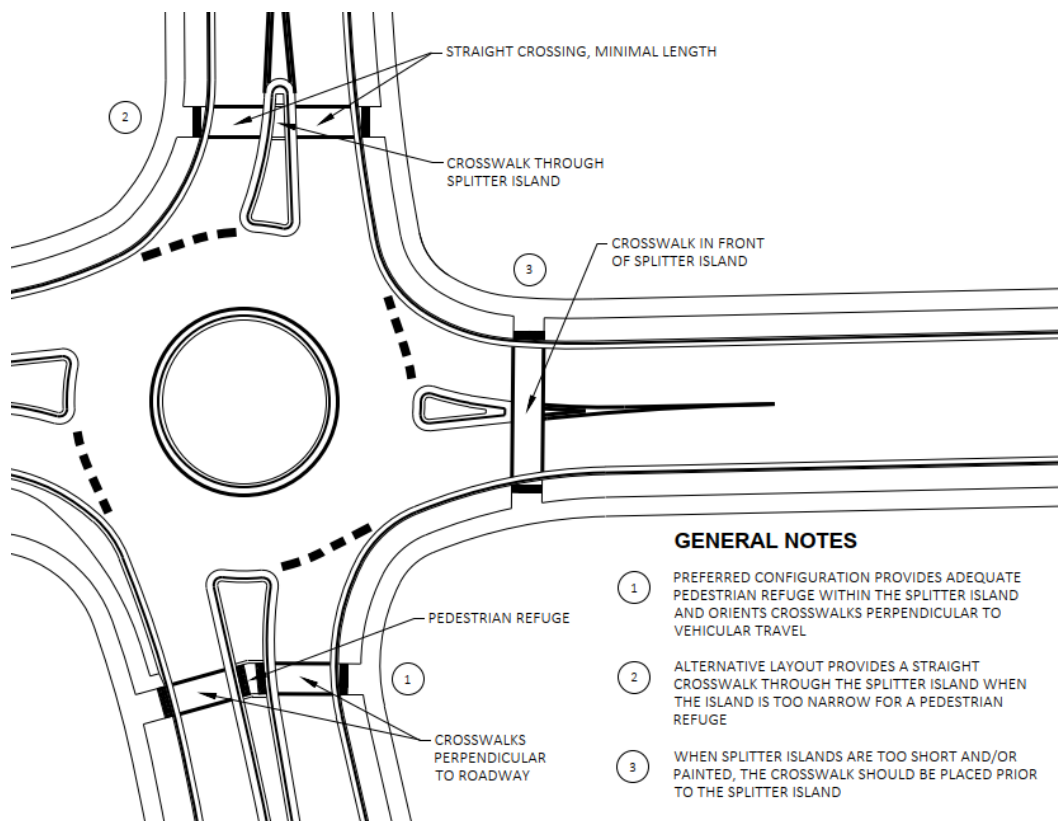 STRAIGHT CROSSING, MINIMAL LENGTH
2
CROSSWALK THROUGH
SPLITTER ISLAND
3
CROSSWALK IN FRONT
OF SPLITTER ISLAND
PEDESTRIAN REFUGE
1
CROSSWALKS
PERPENDICULAR
TO ROADWAY
GENERAL NOTES
1
PREFERRED CONFIGURATION PROVIDES ADEQUATE
PEDESTRIAN REFUGE WITHIN THE SPLITTER ISLAND
AND ORIENTS CROSSWALKS PERPENDICULAR TO
VEHICULAR TRAVEL
2
ALTERNATIVE LAYOUT PROVIDES A STRAIGHT
CROSSWALK THROUGH THE SPLITTER ISLAND WHEN
THE ISLAND IS TOO NARROW FOR A PEDESTRIAN
REFUGE
3
WHEN SPLITTER ISLANDS ARE TOO SHORT AND/OR
PAINTED, THE CROSSWALK SHOULD BE PLACED PRIOR
TO THE SPLITTER ISLAND